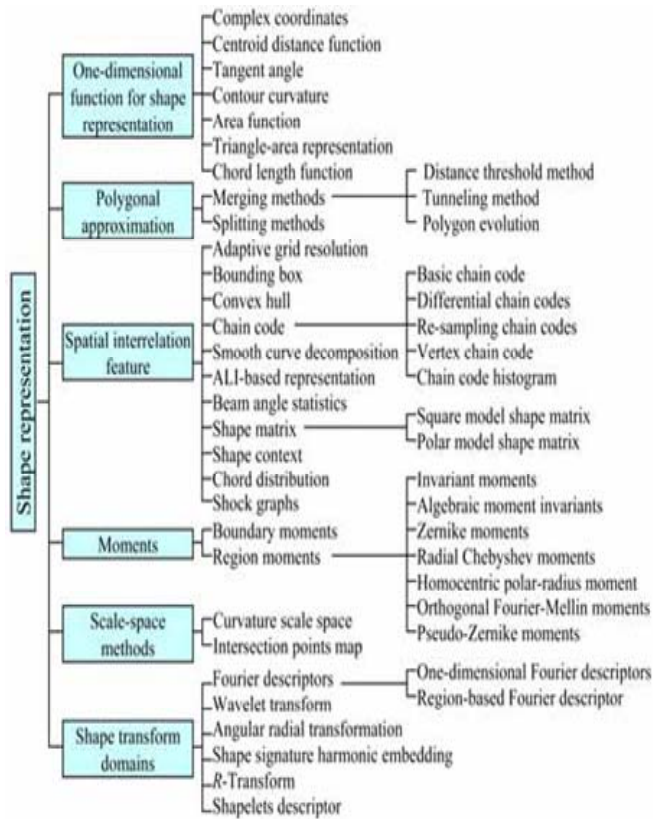 Shape representation
One-dimensional
function for shape
representation
Complex coordinates
Centroid distance function
Tangent angle
Contour curvature
Area function
Triangle-area representation
Chord length function
Polygonal
approximation
Merging methods
Distance threshold method
Tunneling method
Polygon evolution
Splitting methods
Spatial interrelation
feature
Adaptive grid resolution
Bounding box
Convex hull
Chain code
Basic chain code
Differential chain codes
Re-sampling chain codes
Vertex chain code
Chain code histogram
Smooth curve decomposition
ALI-based representation
Beam angle statistics
Shape matrix
Square model shape matrix
Polar model shape matrix
Shape context
Chord distribution
Shock graphs
Moments
Boundary moments
Region moments
Invariant moments
Algebraic moment invariants
Zernike moments
Radial Chebyshev moments
Homocentric polar-radius moment
Orthogonal Fourier-Mellin moments
Pseudo-Zernike moments
Scale-space
methods
Curvature scale space
Intersection points map
Shape transform
domains
Fourier descriptors
One-dimensional Fourier descriptors
Region-based Fourier descriptor
Wavelet transform
Angular radial transformation
Shape signature harmonic embedding
R-Transform
Shapelets descriptor